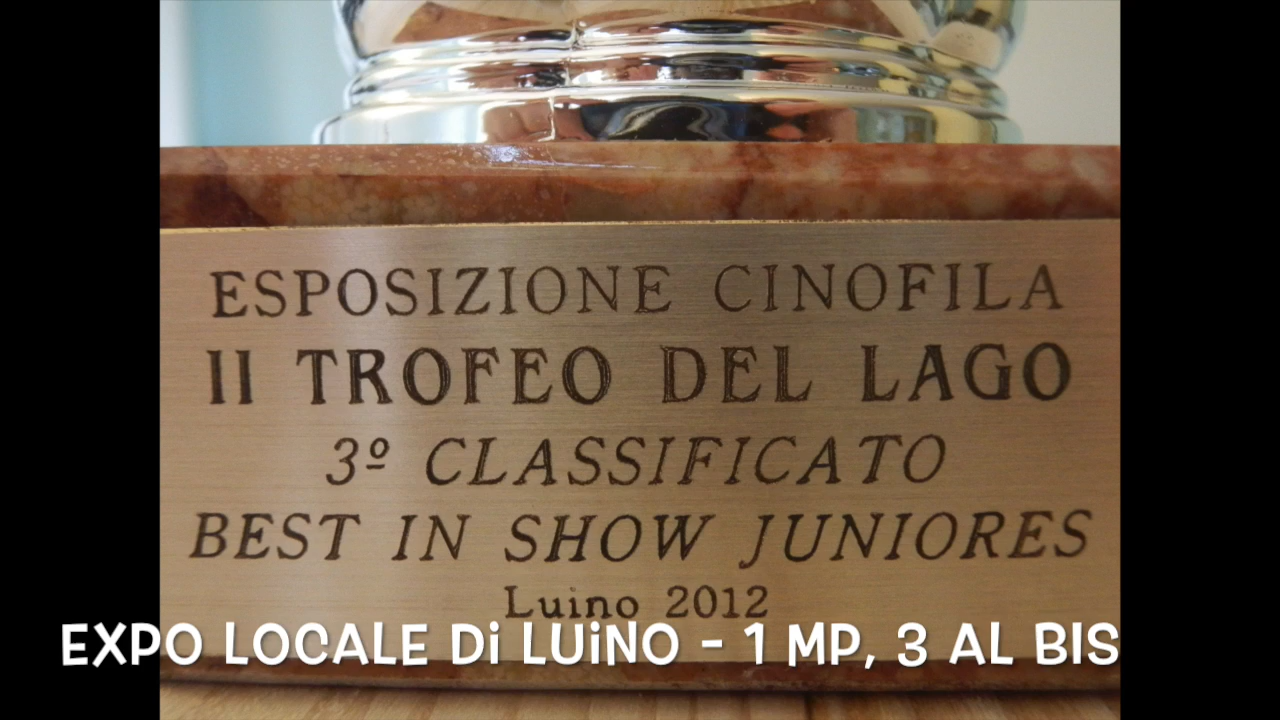 ESPOSIZIONE CINOFILA
II TROFEO DEL LAGO
3º CLASSIFICATO
BEST IN SHOW JUNIORES
Luino 2012
EXPO LOCALE Di LUiNO - 1 MP, 3 AL BIS